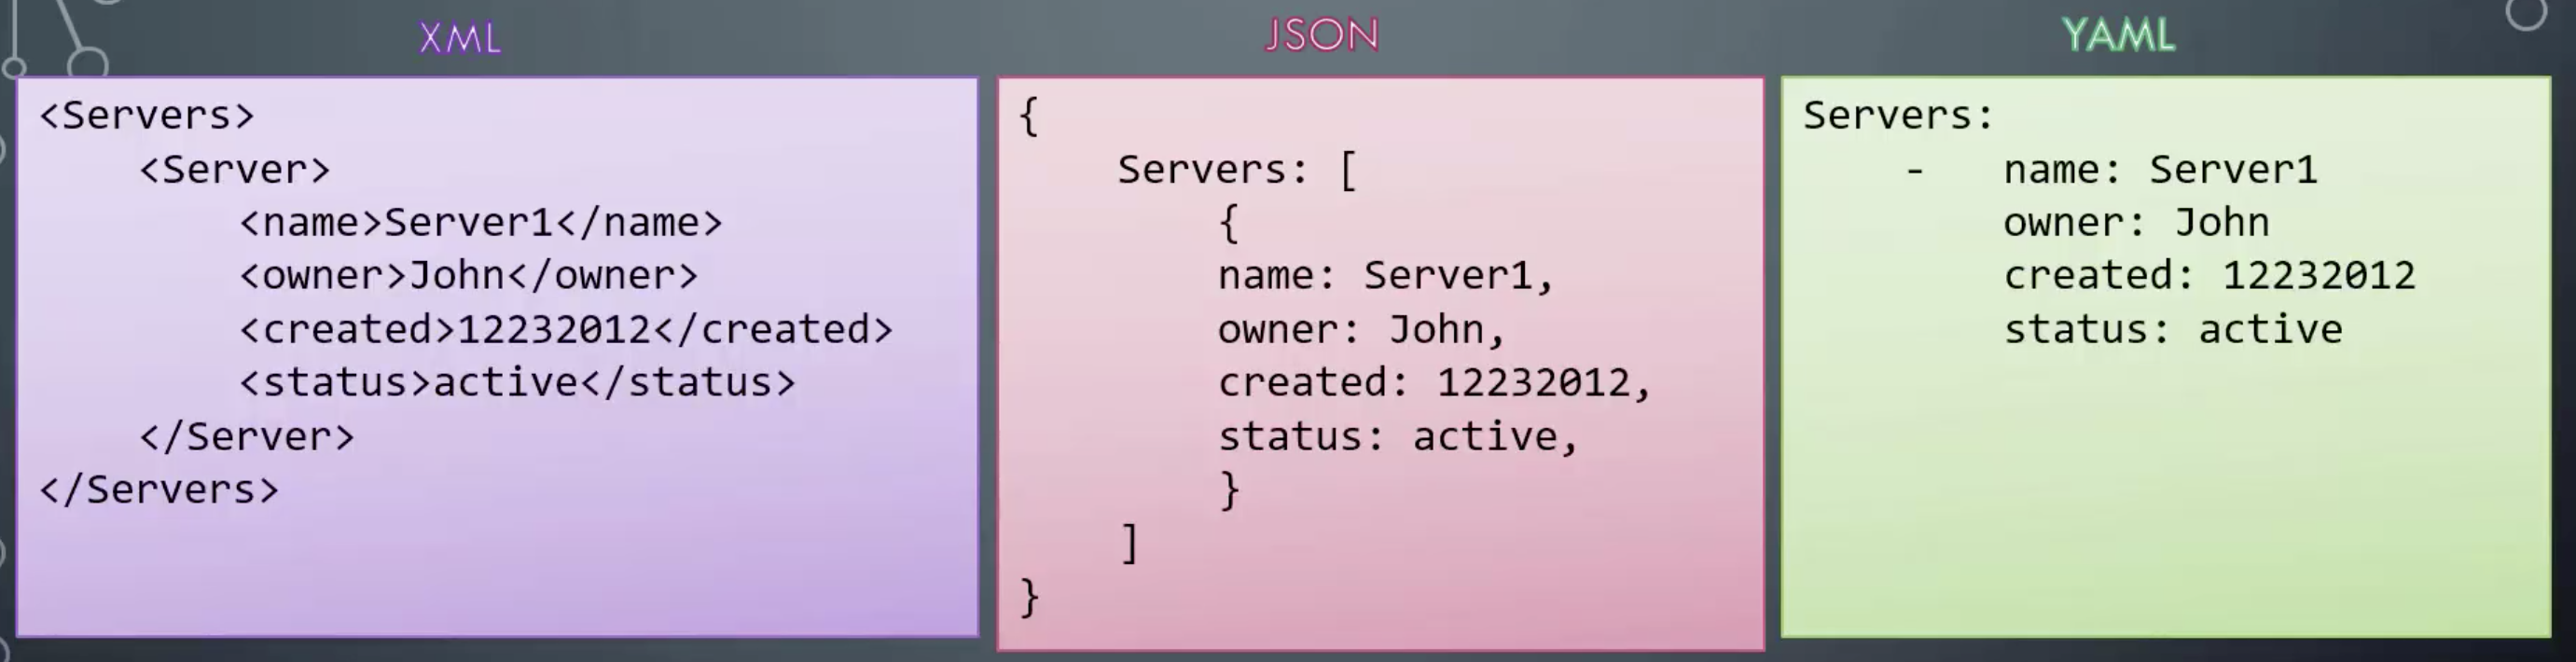 XML
<Servers>
    <Server>
        <name>Server1</name>
        <owner>John</owner>
        <created>12232012</created>
        <status>active</status>
    </Server>
</Servers>
JSON
{
    Servers: [
        {
        name: Server1,
        owner: John,
        created: 12232012,
        status: active,
        }
    ]
}
YAML
Servers:
    -   name: Server1
        owner: John
        created: 12232012
        status: active